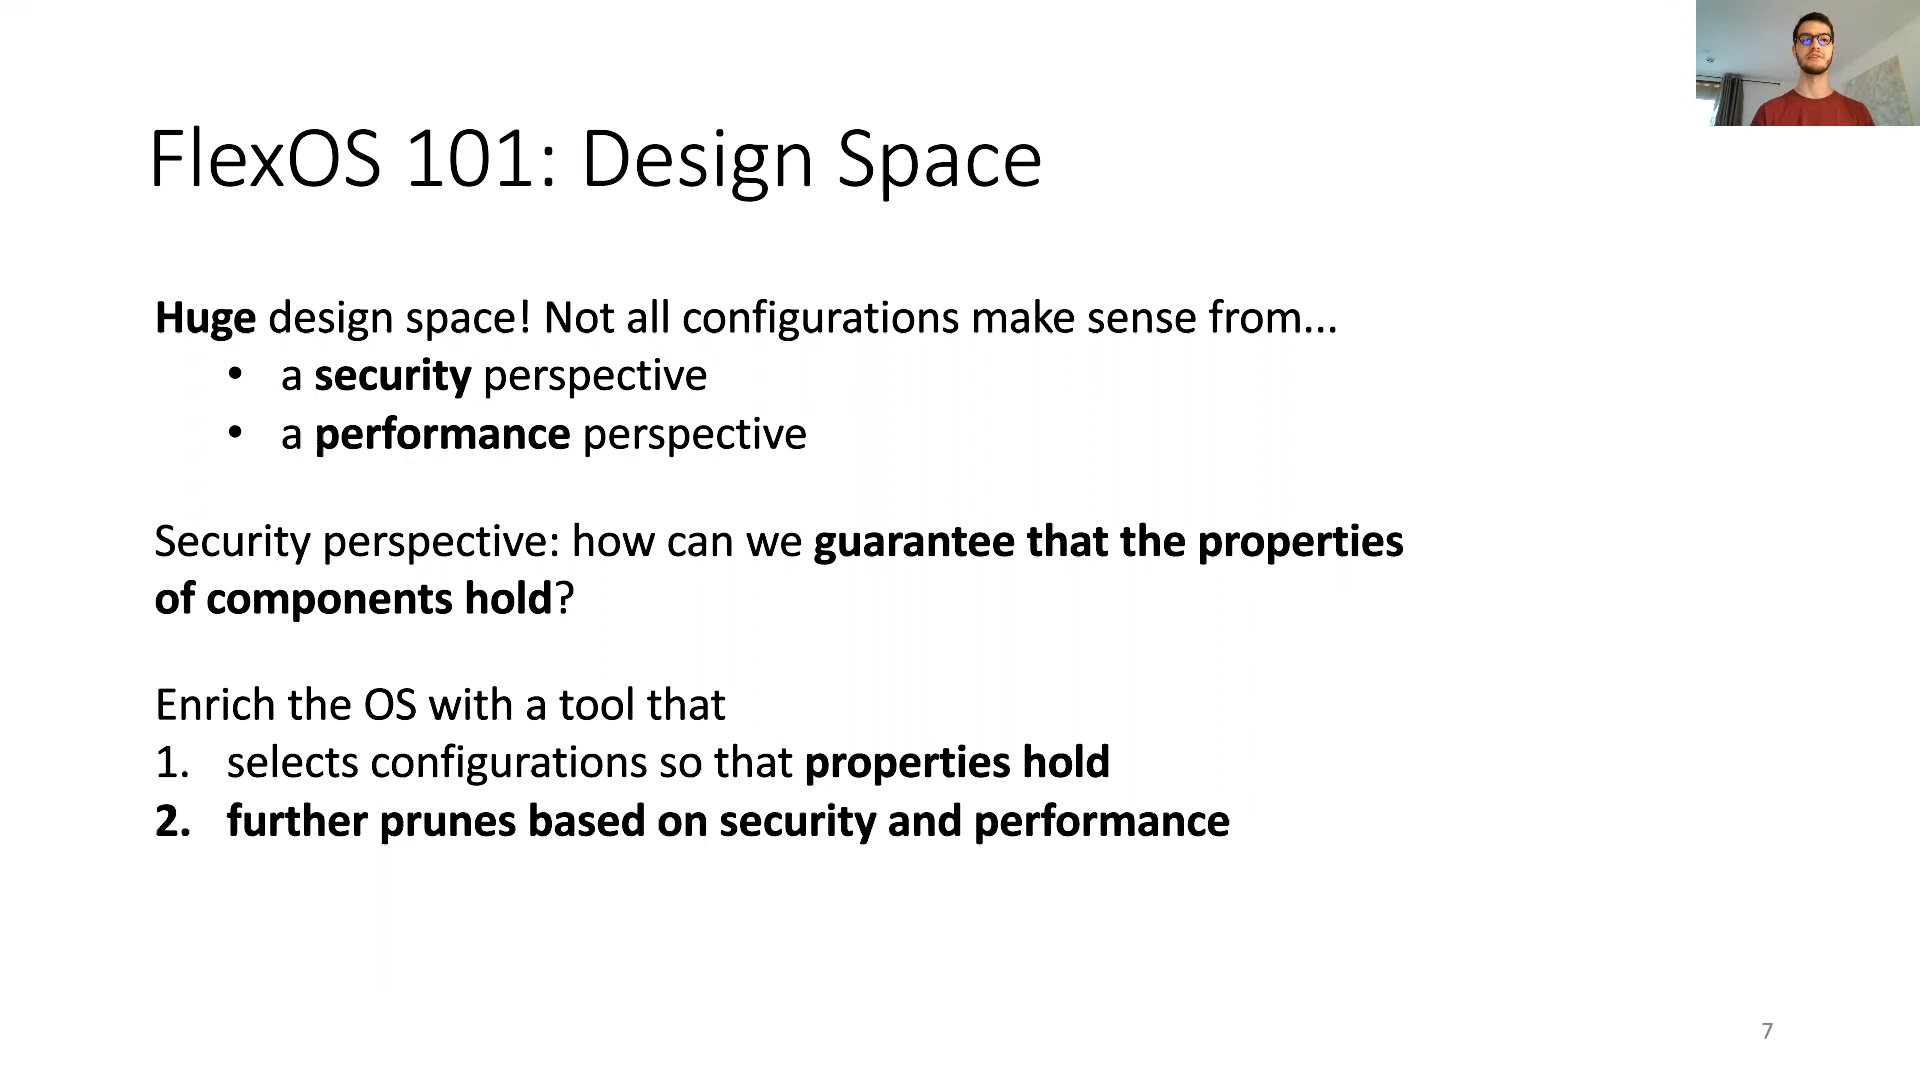 FlexOS 101: Design Space
Huge design space! Not all configurations make sense from...
• a security perspective
• a performance perspective
Security perspective: how can we guarantee that the properties
of components hold?
Enrich the OS with a tool that
1. selects configurations so that properties hold
2. further prunes based on security and performance
7